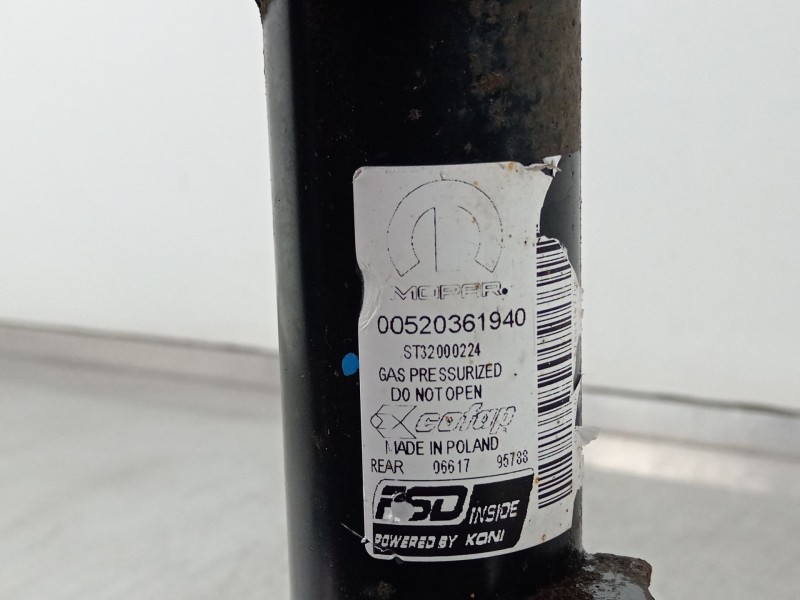 MOPAR.
00520361940
ST32000224
GAS PRESSURIZED
DO NOT OPEN
cofap
MADE IN POLAND
REAR 06617 95788
FSD INSIDE
POWERED BY KONI